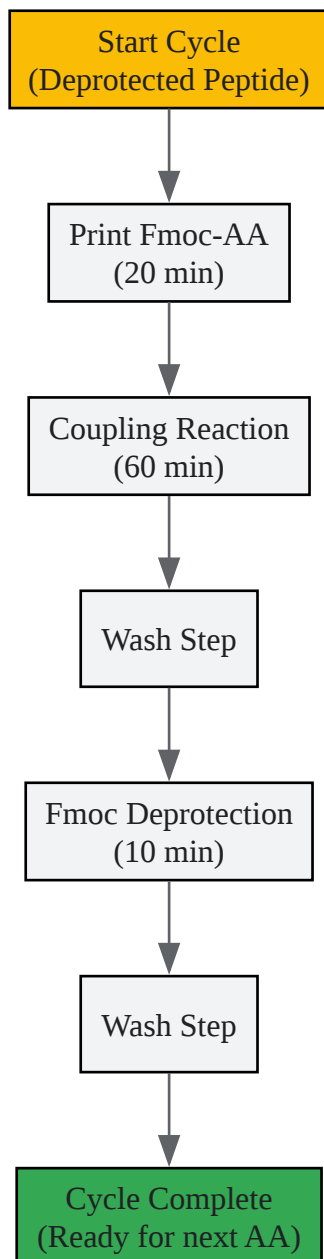 Start Cycle
(Deprotected Peptide)
Print Fmoc-AA
(20 min)
Coupling Reaction
(60 min)
Wash Step
Fmoc Deprotection
(10 min)
Wash Step
Cycle Complete
(Ready for next AA)